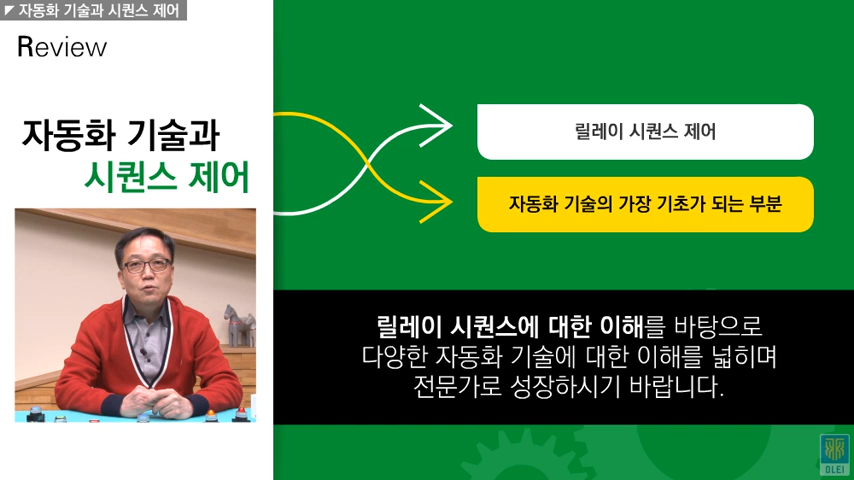 자동화 기술과 시퀀스 제어
Review
자동화 기술과
시퀀스 제어
릴레이 시퀀스 제어
자동화 기술의 가장 기초가 되는 부분
릴레이 시퀀스에 대한 이해를 바탕으로
다양한 자동화 기술에 대한 이해를 넓히며
전문가로 성장하시기 바랍니다.
OLEI